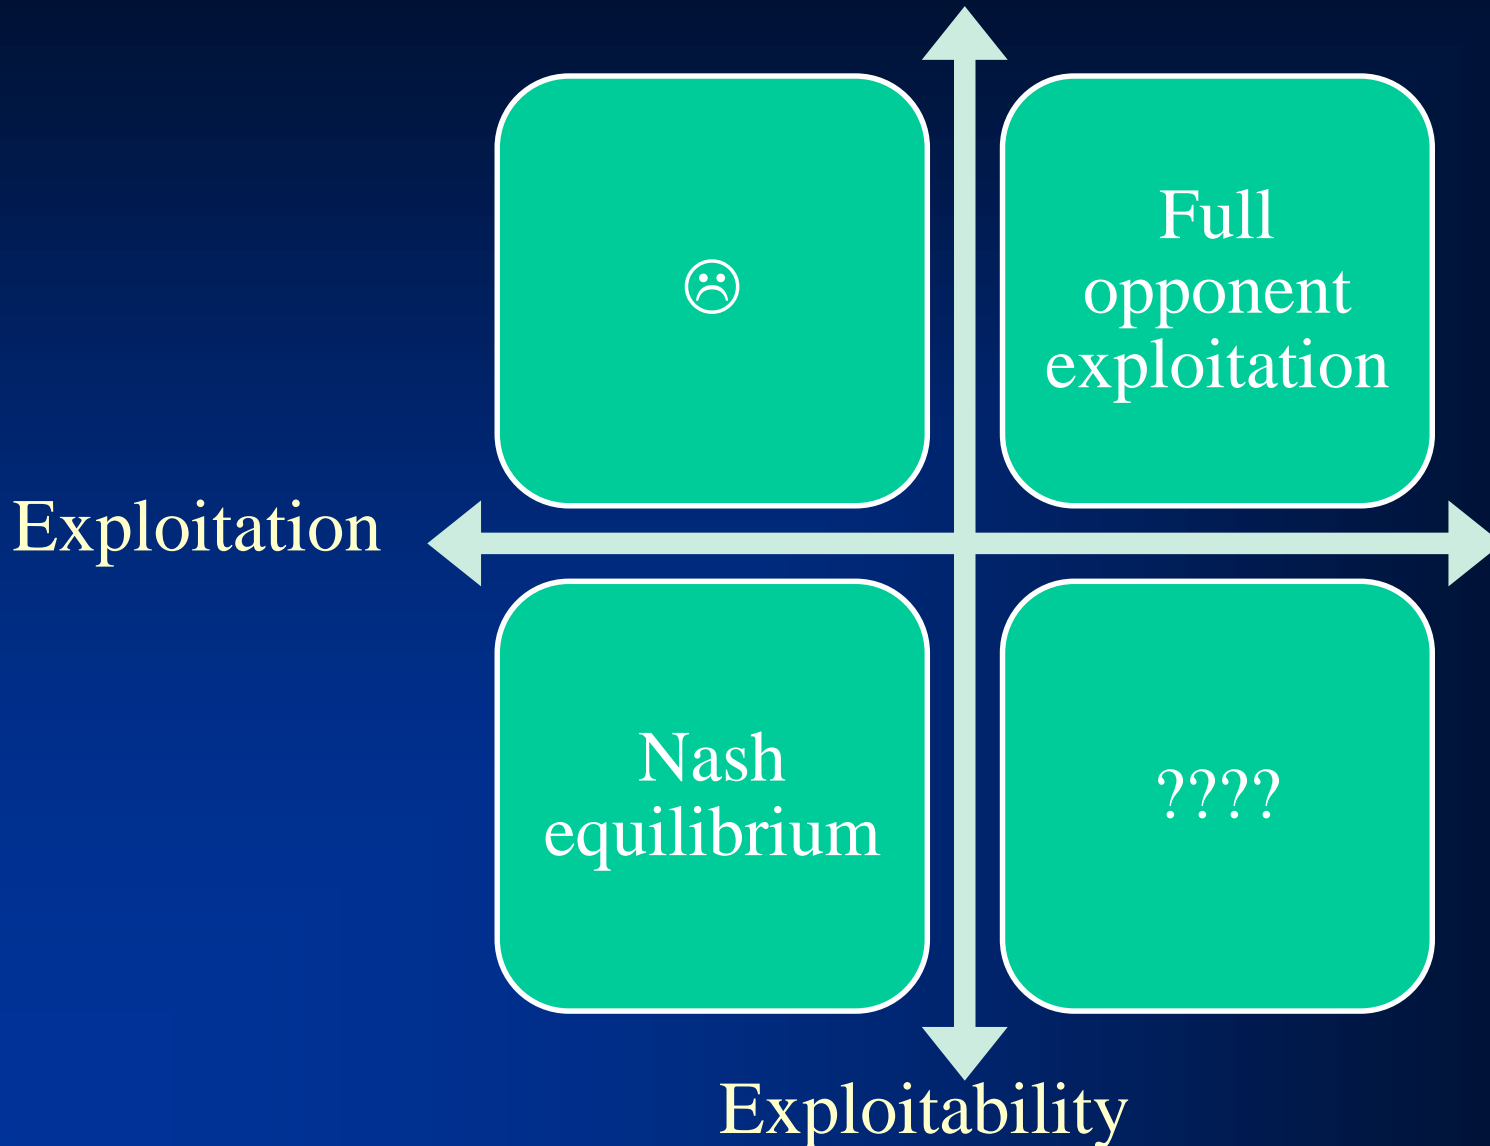 ☹
Full
opponent
exploitation
Exploitation
Nash
equilibrium
????
Exploitability